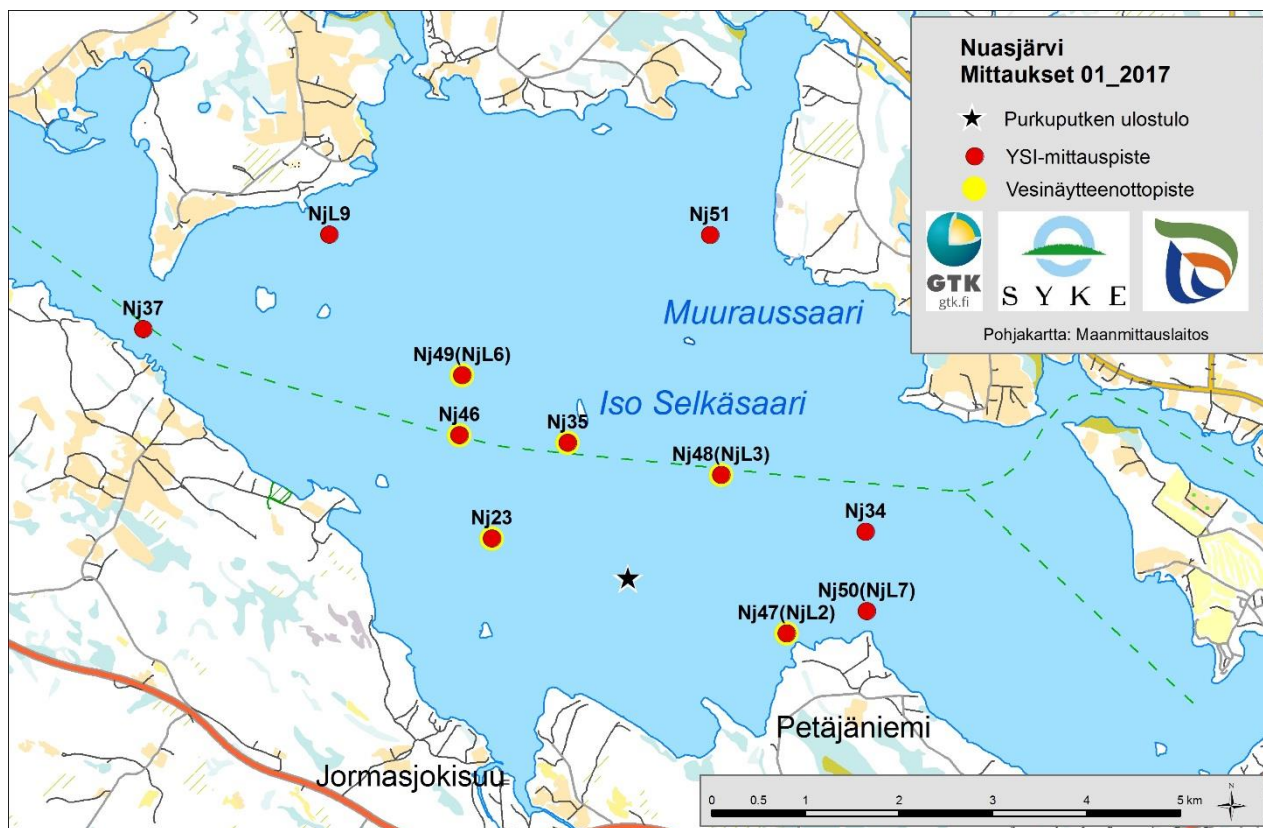 Nuasjärvi
Mittaukset 01_2017
Purkuputken ulostulo
YSI-mittauspiste
Vesinäytteenottopiste
GTK
gtk.fi
SYKE
Pohjakartta: Maanmittauslaitos
NjL9
Nj51
Nj37
Muuraussaari
Nj49(NjL6)
Iso Selkäsaari
Nj46
Nj35
Nj48(NjL3)
Nj34
Nj23
Nj50(NjL7)
Nj47(NjL2)
Petäjäniemi
Jormasjokisuu
0 0.5 1 2 3 4 5 km
N